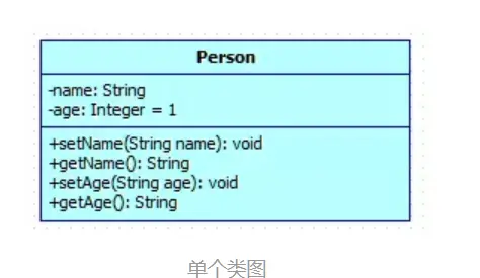 Person
-name: String
-age: Integer = 1
+setName(String name): void
+getName(): String
+setAge(String age): void
+getAge(): String
单个类图